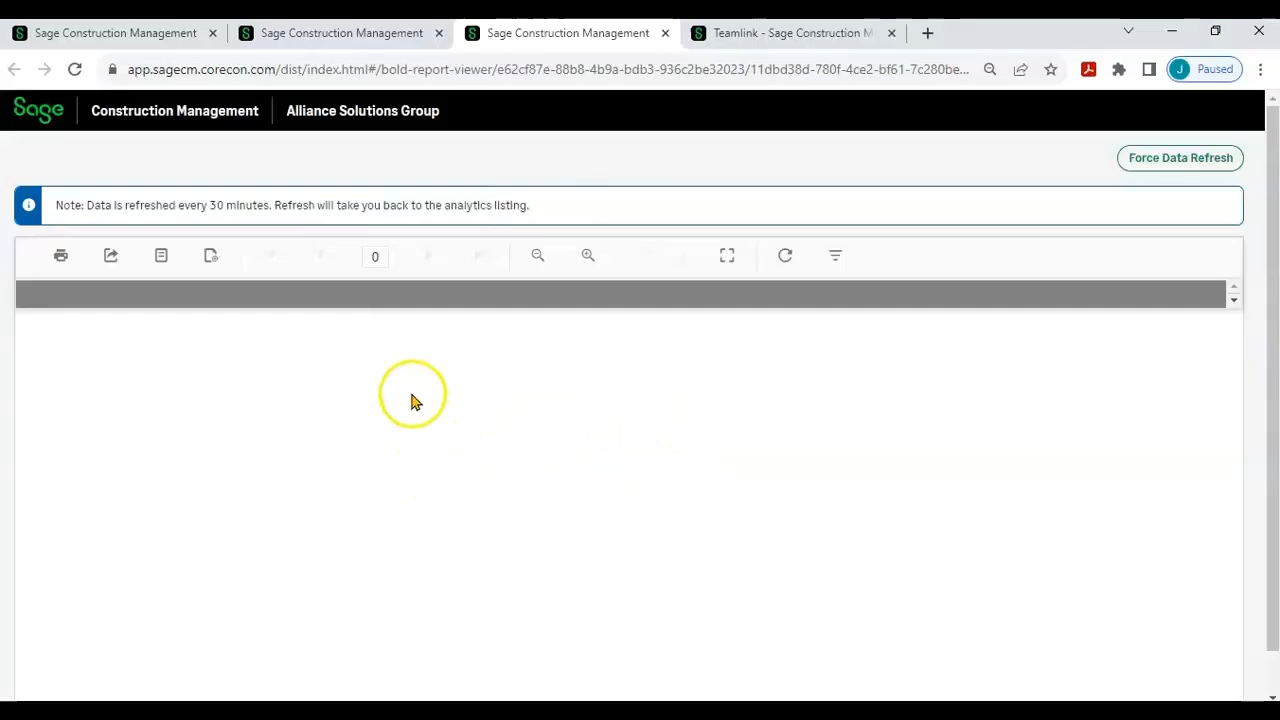 Sage Construction Management
Sage Construction Management
Sage Construction Management
Teamlink - Sage Construction M
app.sagecm.corecon.com/dist/index.html#/bold-report-viewer/e62cf87e-88b8-4b9a-bdb3-936c2be32023/11dbd38d-780f-4ce2-bf61-7c280be...
J Paused
Sage Construction Management Alliance Solutions Group
Force Data Refresh
Note: Data is refreshed every 30 minutes. Refresh will take you back to the analytics listing.
0